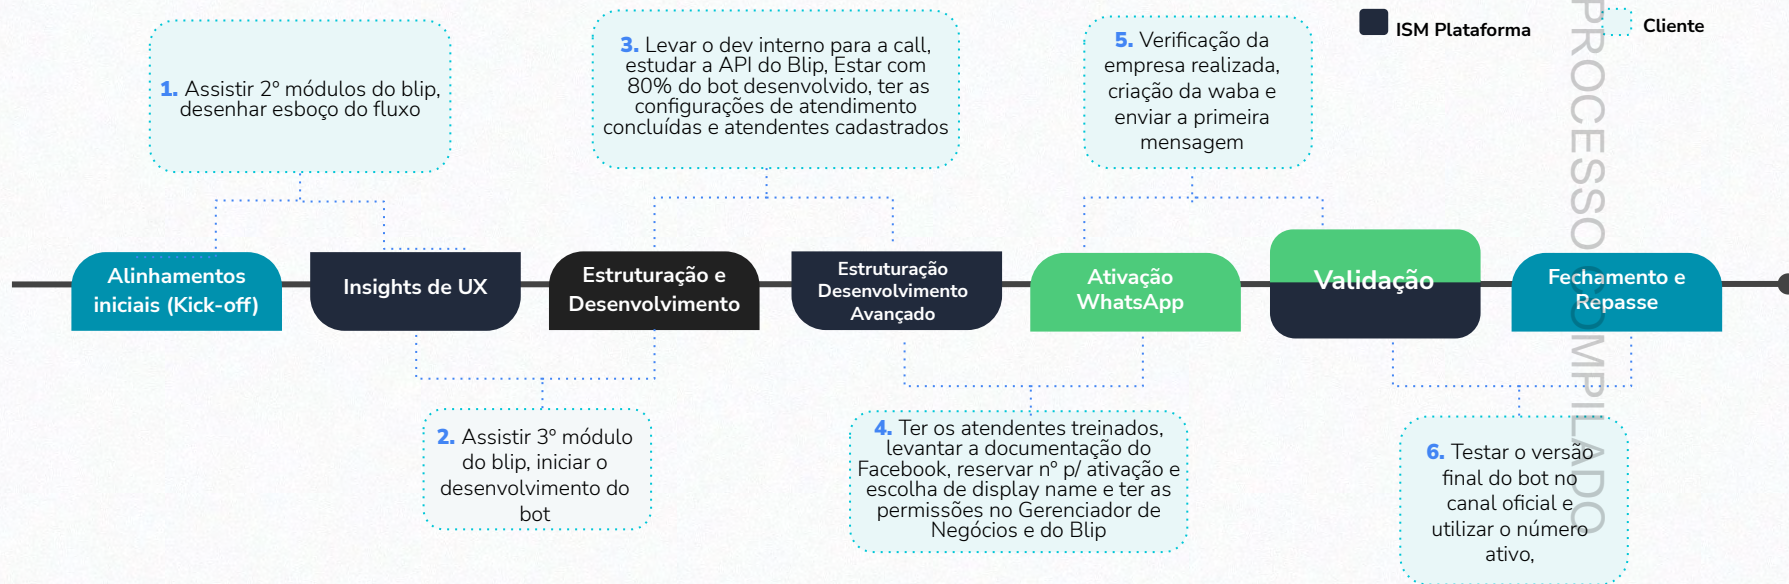 1. Assistir 2º módulos do blip,
desenhar esboço do fluxo
3. Levar o dev interno para a call,
estudar a API do Blip, Estar com
80% do bot desenvolvido, ter as
configurações de atendimento
concluídas e atendentes cadastrados
5. Verificação da
empresa realizada,
criação da waba e
enviar a primeira
mensagem
ISM Plataforma
Cliente
Alinhamentos
iniciais (Kick-off)
Insights de UX
Estruturação e
Desenvolvimento
Estruturação
Desenvolvimento
Avançado
Ativação
WhatsApp
Validação
Fechamento e
Repasse
2. Assistir 3º módulo
do blip, iniciar o
desenvolvimento do
bot
4. Ter os atendentes treinados,
levantar a documentação do
Facebook, reservar nº p/ ativação e
escolha de display name e ter as
permissões no Gerenciador de
Negócios e do Blip
6. Testar o versão
final do bot no
canal oficial e
utilizar o número
ativo,
PROCESSO COMPILADO